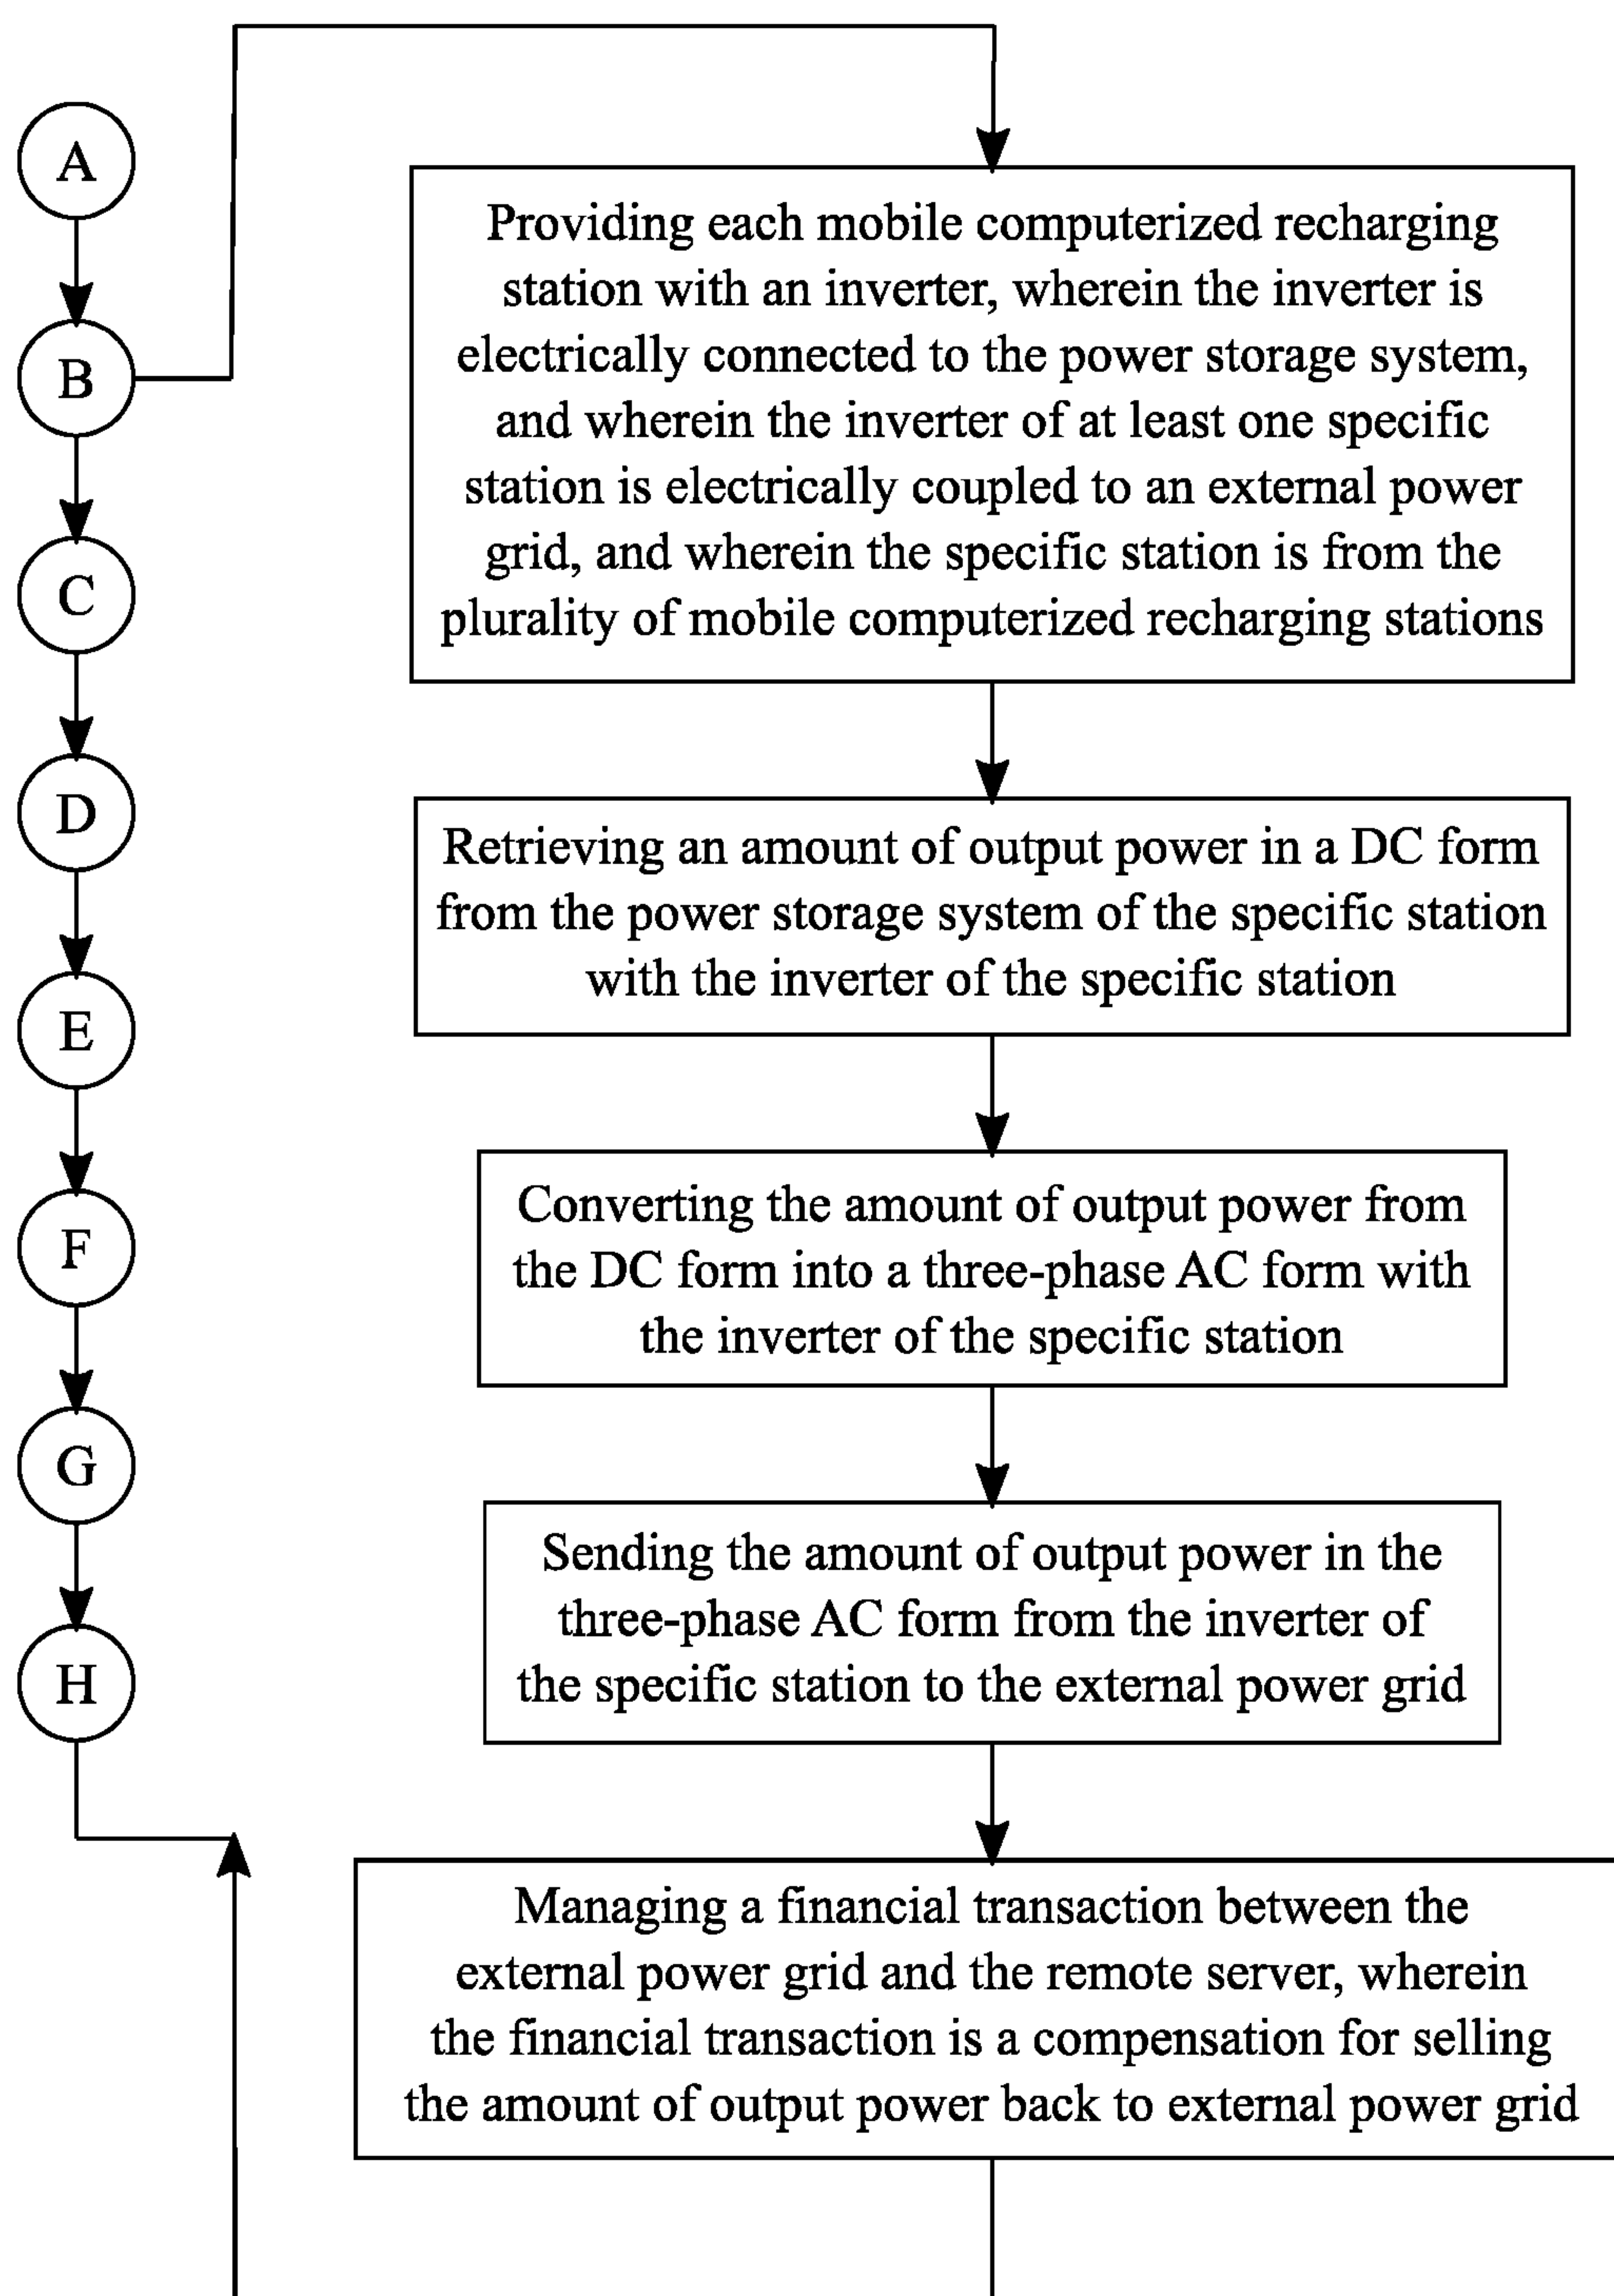 A
B
C
D
E
F
G
H
Providing each mobile computerized recharging
station with an inverter, wherein the inverter is
electrically connected to the power storage system,
and wherein the inverter of at least one specific
station is electrically coupled to an external power
grid, and wherein the specific station is from the
plurality of mobile computerized recharging stations
Retrieving an amount of output power in a DC form
from the power storage system of the specific station
with the inverter of the specific station
Converting the amount of output power from
the DC form into a three-phase AC form with
the inverter of the specific station
Sending the amount of output power in the
three-phase AC form from the inverter of
the specific station to the external power grid
Managing a financial transaction between the
external power grid and the remote server, wherein
the financial transaction is a compensation for selling
the amount of output power back to external power grid